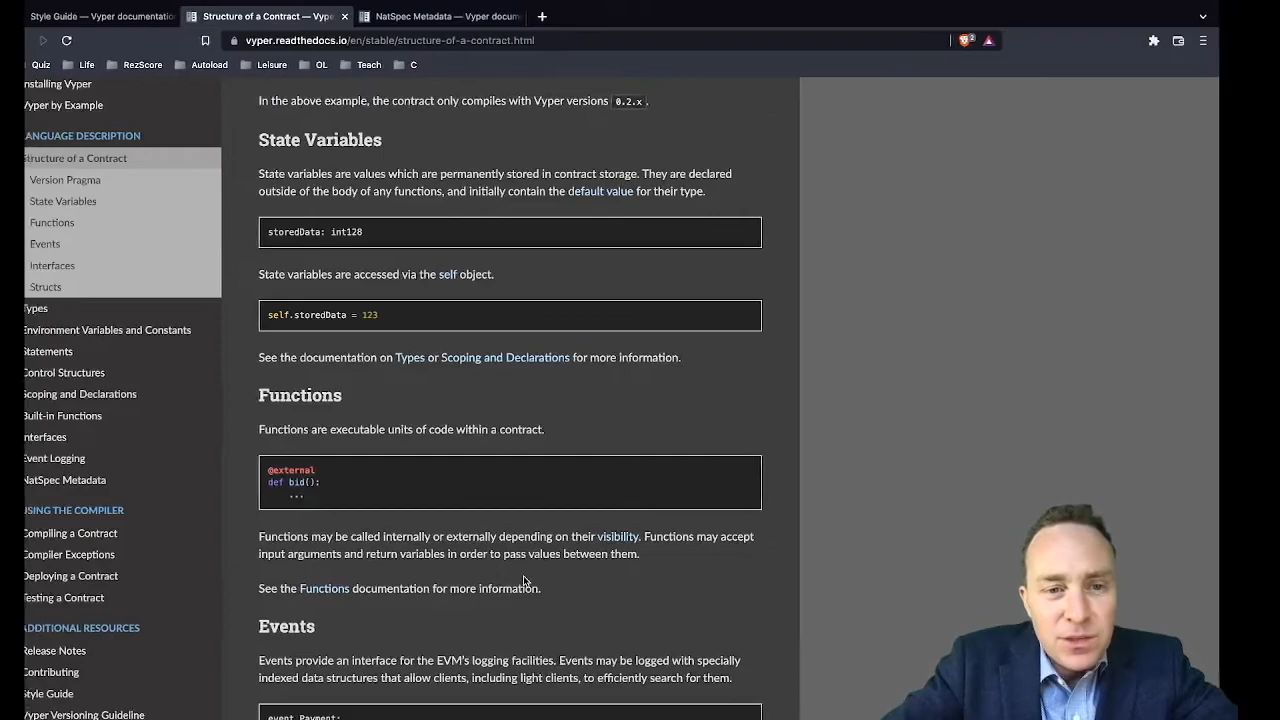 Style Guide — Vyper documentatio
Structure of a Contract — Vype
NatSpec Metadata — Vyper docum
vyper.readthedocs.io/en/stable/structure-of-a-contract.html
2
Quiz
Life
RezScore
Autoload
Leisure
OL
Teach
C
nstalling Vyper
Vyper by Example
ANGUAGE DESCRIPTION
Structure of a Contract
Version Pragma
State Variables
Functions
Events
Interfaces
Structs
Types
Environment Variables and Constants
Statements
Control Structures
Scoping and Declarations
Built-in Functions
Interfaces
Event Logging
NatSpec Metadata
USING THE COMPILER
Compiling a Contract
Compiler Exceptions
Deploying a Contract
Testing a Contract
ADDITIONAL RESOURCES
Release Notes
Contributing
Style Guide
Vyper Versioning Guideline
In the above example, the contract only compiles with Vyper versions 0.2.x.
State Variables
State variables are values which are permanently stored in contract storage. They are declared
outside of the body of any functions, and initially contain the default value for their type.
storedData: int128
State variables are accessed via the self object.
self.storedData = 123
See the documentation on Types or Scoping and Declarations for more information.
Functions
Functions are executable units of code within a contract.
@external
def bid():
...
Functions may be called internally or externally depending on their visibility. Functions may accept
input arguments and return variables in order to pass values between them.
See the Functions documentation for more information.
Events
Events provide an interface for the EVM's logging facilities. Events may be logged with specially
indexed data structures that allow clients, including light clients, to efficiently search for them.
event Payment: